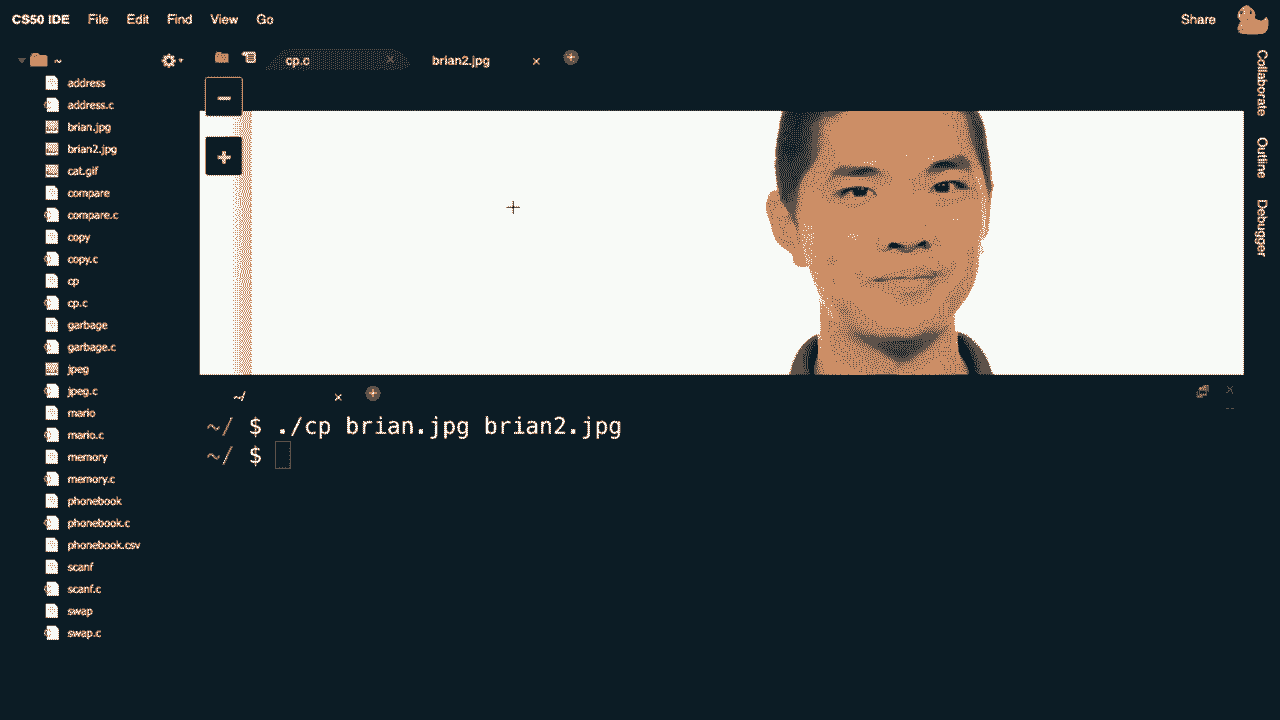 CS50 IDE File Edit Find View Go Share
~
cp.c brian2.jpg
address
address.c
brian.jpg
brian2.jpg
cat.gif
compare
compare.c
copy
copy.c
cp
cp.c
garbage
garbage.c
jpeg
jpeg.c
mario
mario.c
memory
memory.c
phonebook
phonebook.c
phonebook.csv
scanf
scanf.c
swap
swap.c
~/
~/ $ ./cp brian.jpg brian2.jpg
~/ $
Collaborate
Outline
Debugger